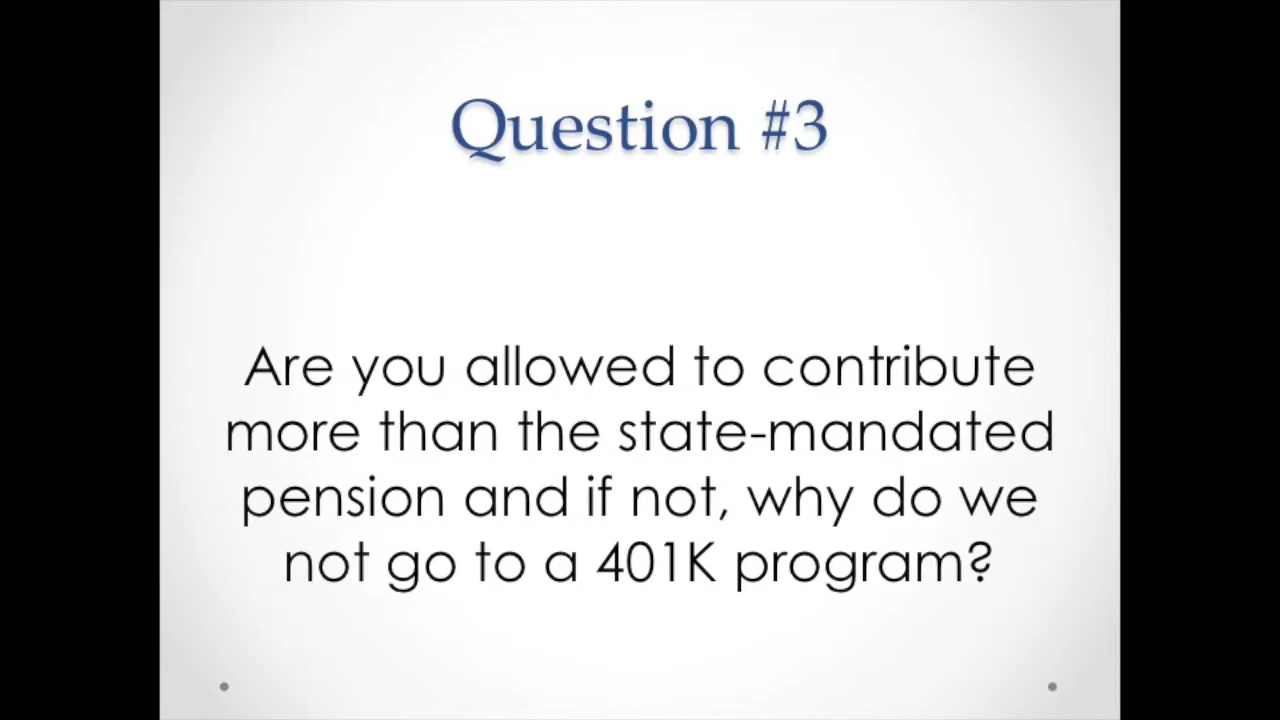 Question #3
Are you allowed to contribute
more than the state-mandated
pension and if not, why do we
not go to a 401K program?